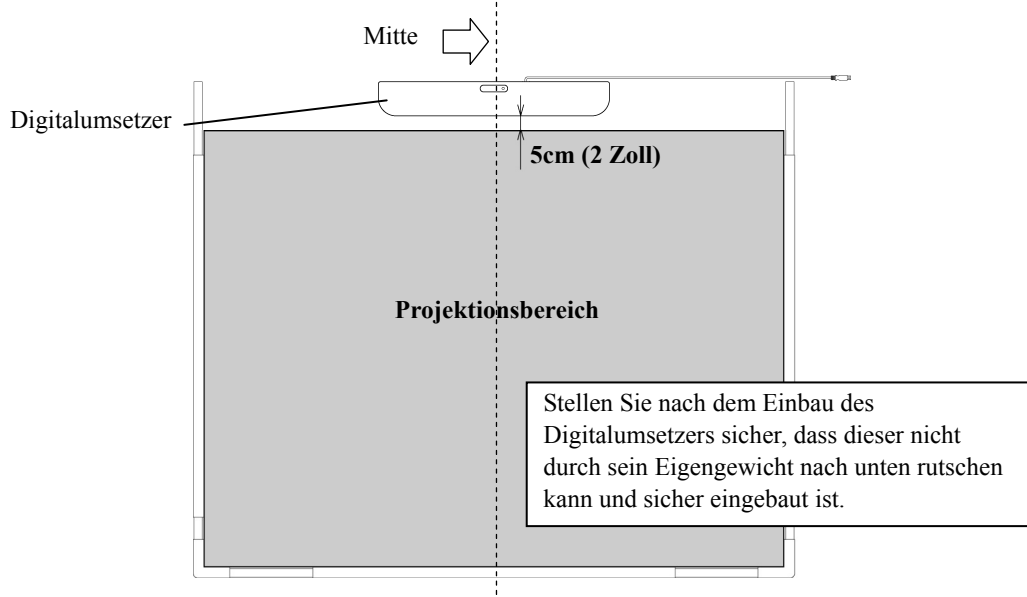 Mitte
Digitalumsetzer
5cm (2 Zoll)
Projektionsbereich
Stellen Sie nach dem Einbau des
Digitalumsetzers sicher, dass dieser nicht
durch sein Eigengewicht nach unten rutschen
kann und sicher eingebaut ist.